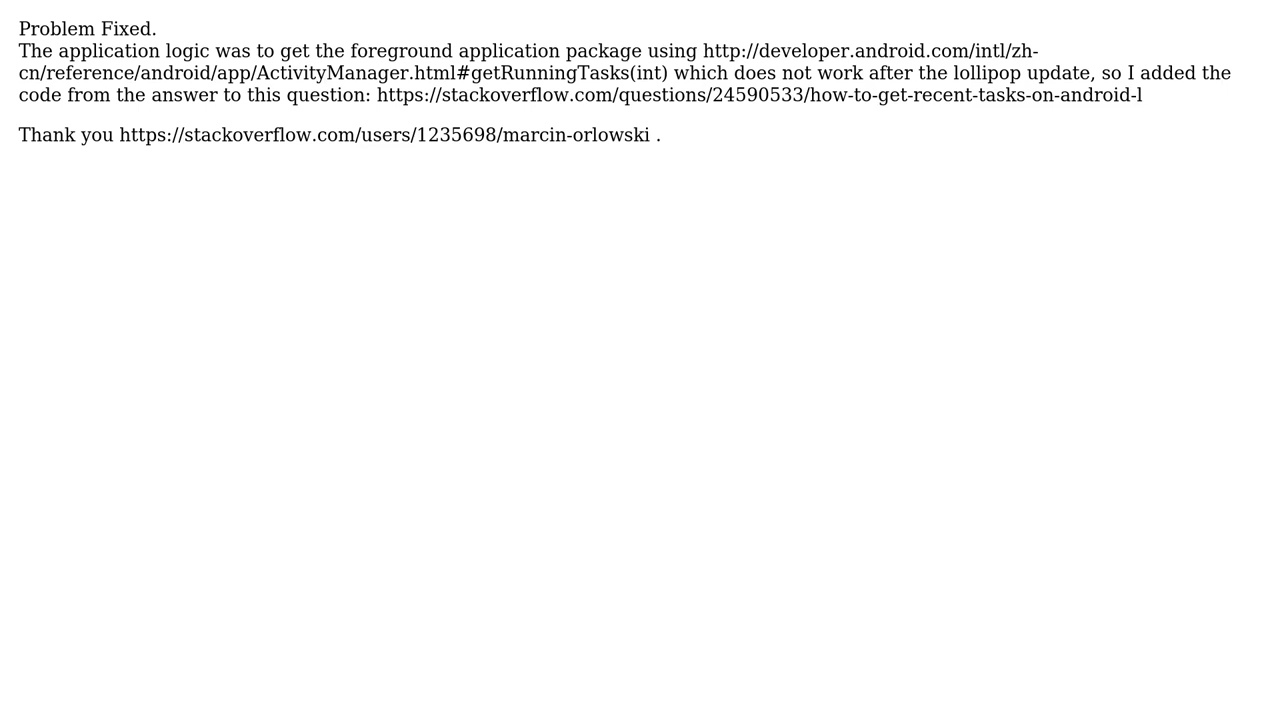 Problem Fixed.
The application logic was to get the foreground application package using http://developer.android.com/intl/zh-
cn/reference/android/app/ActivityManager.html#getRunningTasks(int) which does not work after the lollipop update, so I added the
code from the answer to this question: https://stackoverflow.com/questions/24590533/how-to-get-recent-tasks-on-android-l
Thank you https://stackoverflow.com/users/1235698/marcin-orlowski .